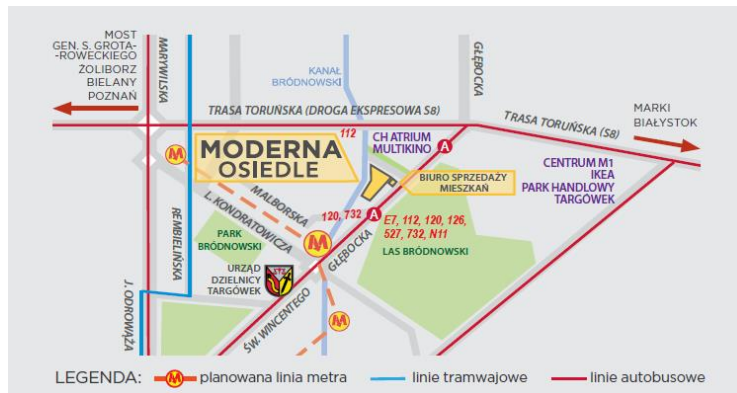 MOST
GEN. S. GROTA-
-ROWECKIEGO
ŻOLIBORZ
BIELANY
POZNAŃ
MARYWILSKA
KANAŁ
BRÓDNOWSKI
GŁĘBOCKA
TRASA TORUŃSKA (DROGA EKSPRESOWA S8)
TRASA TORUŃSKA (S8)
MARKI
BIAŁYSTOK
112
CH ATRIUM
MULTIKINO
A
M
MODERNA
OSIEDLE
CENTRUM M1
IKEA
PARK HANDLOWY
TARGÓWEK
BIURO SPRZEDAŻY
MIESZKAŃ
MALBORSKA
L. KONDRATOWICZA
REMBIELIŃSKA
120, 732
A
E7, 112, 120, 126,
527, 732, N11
PARK
BRÓDNOWSKI
M
GŁĘBOCKA
LAS BRÓDNOWSKI
URZĄD
DZIELNICY
TARGÓWEK
J. ODROWĄŻA
ŚW. WINCENTEGO
M
LEGENDA:
M
planowana linia metra
linie tramwajowe
linie autobusowe